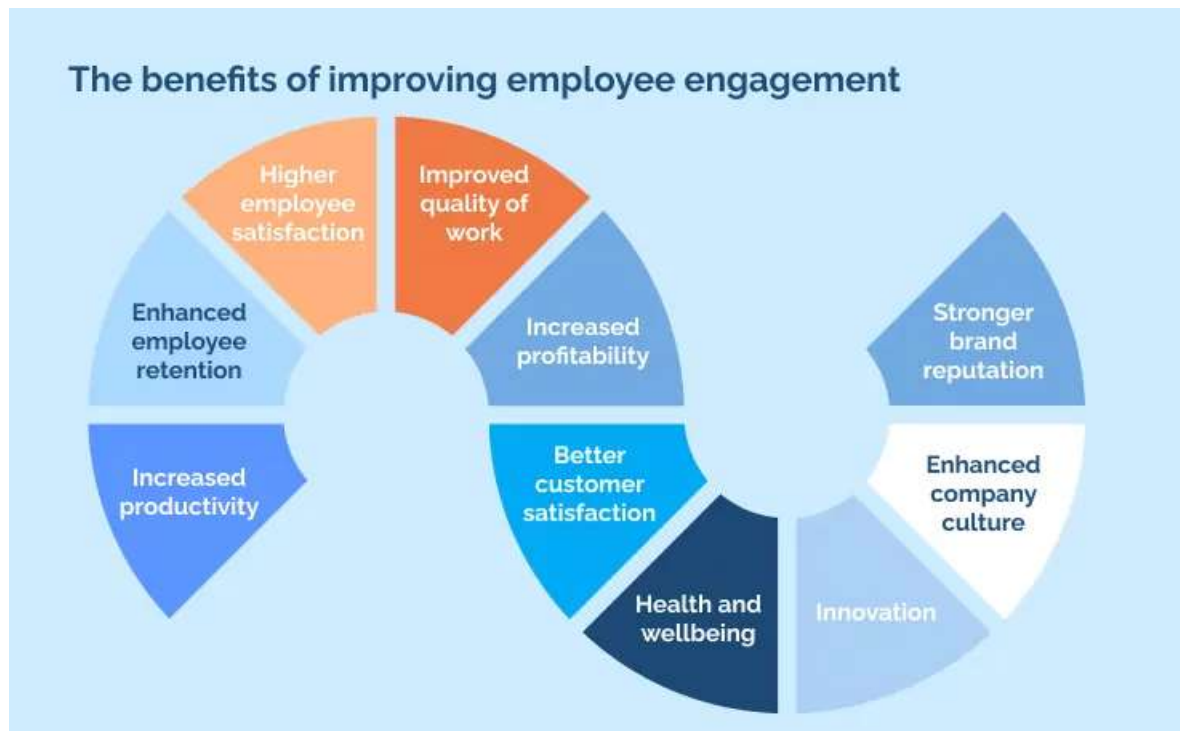 The benefits of improving employee engagement
Increased
productivity
Enhanced
employee
retention
Higher
employee
satisfaction
Improved
quality of
work
Increased
profitability
Better
customer
satisfaction
Health and
wellbeing
Innovation
Enhanced
company
culture
Stronger
brand
reputation